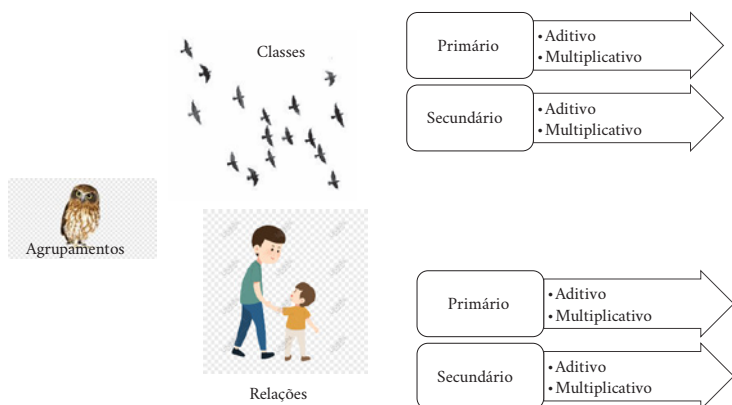 Classes
Primário
• Aditivo
• Multiplicativo
Secundário
• Aditivo
• Multiplicativo
Agrupamentos
Relações
Primário
• Aditivo
• Multiplicativo
Secundário
• Aditivo
• Multiplicativo